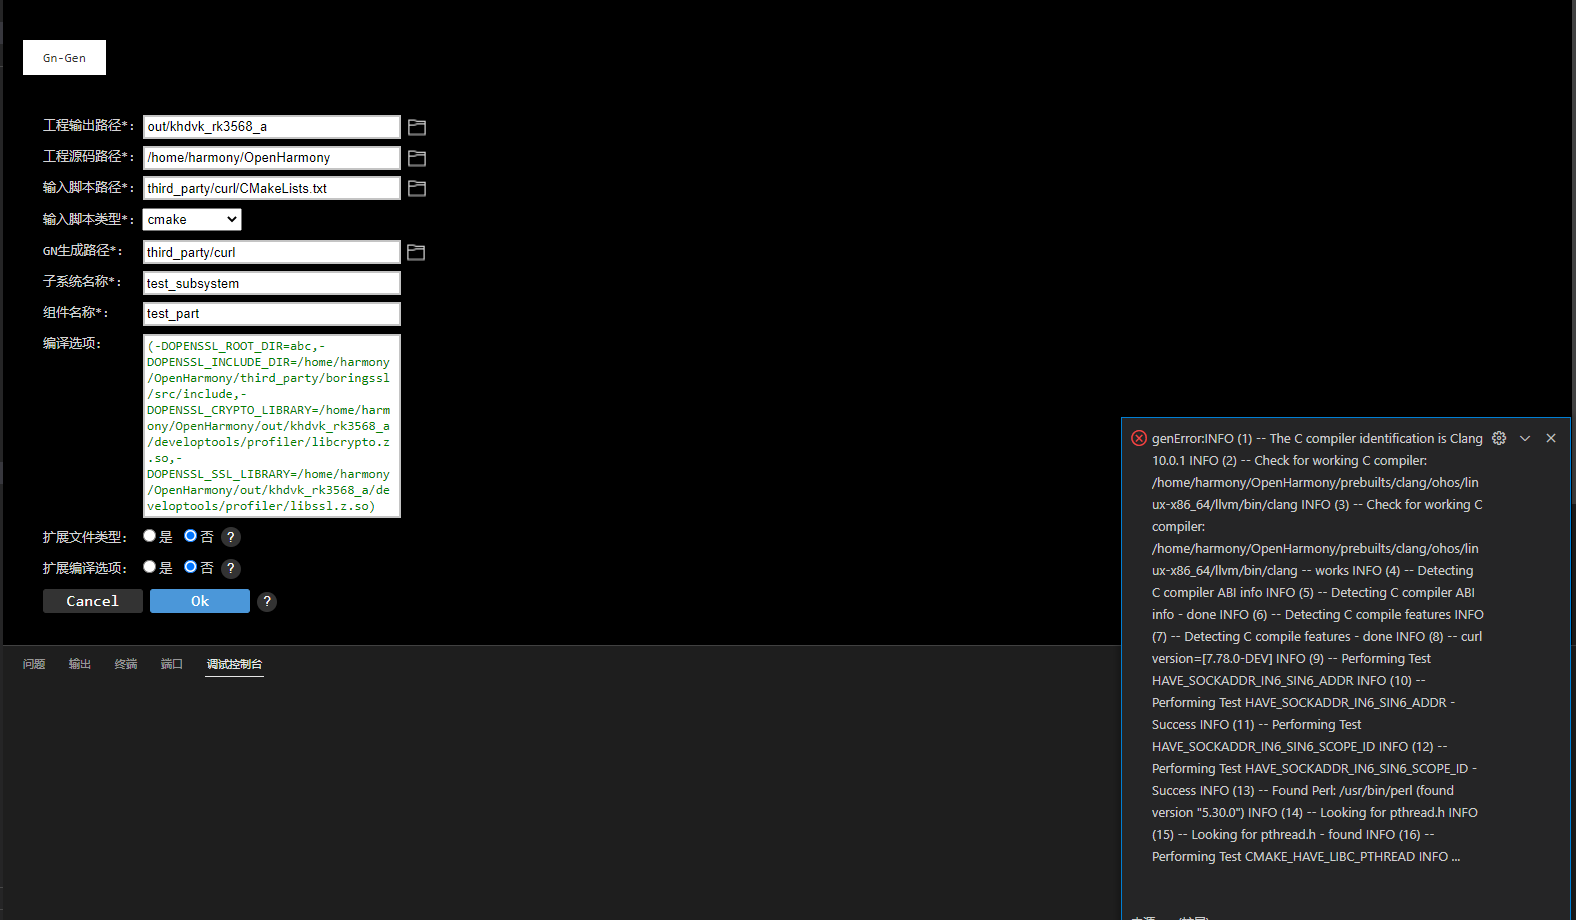 Gn-Gen
工程输出路径*: out/khdvk_rk3568_a
工程源码路径*: /home/harmony/OpenHarmony
输入脚本路径*: third_party/curl/CMakeLists.txt
输入脚本类型*: cmake
GN生成路径*: third_party/curl
子系统名称*: test_subsystem
组件名称*: test_part
编译选项:
(-DOPENSSL_ROOT_DIR=abc,-
DOPENSSL_INCLUDE_DIR=/home/harmony
/OpenHarmony/third_party/boringssl
/src/include,-
DOPENSSL_CRYPTO_LIBRARY=/home/harm
ony/OpenHarmony/out/khdvk_rk3568_a
/developtools/profiler/libcrypto.z
.so,-
DOPENSSL_SSL_LIBRARY=/home/harmony
/OpenHarmony/out/khdvk_rk3568_a/de
veloptools/profiler/libssl.z.so)
扩展文件类型: 是 否 ?
扩展编译选项: 是 否 ?
Cancel Ok ?
问题 输出 终端 端口 调试控制台
genError:INFO (1) -- The C compiler identification is Clang
10.0.1 INFO (2) -- Check for working C compiler:
/home/harmony/OpenHarmony/prebuilts/clang/ohos/lin
ux-x86_64/llvm/bin/clang INFO (3) -- Check for working C
compiler:
/home/harmony/OpenHarmony/prebuilts/clang/ohos/lin
ux-x86_64/llvm/bin/clang -- works INFO (4) -- Detecting
C compiler ABI info INFO (5) -- Detecting C compiler ABI
info - done INFO (6) -- Detecting C compile features INFO
(7) -- Detecting C compile features - done INFO (8) -- curl
version=[7.78.0-DEV] INFO (9) -- Performing Test
HAVE_SOCKADDR_IN6_SIN6_ADDR INFO (10) --
Performing Test HAVE_SOCKADDR_IN6_SIN6_ADDR -
Success INFO (11) -- Performing Test
HAVE_SOCKADDR_IN6_SIN6_SCOPE_ID INFO (12) --
Performing Test HAVE_SOCKADDR_IN6_SIN6_SCOPE_ID -
Success INFO (13) -- Found Perl: /usr/bin/perl (found
version "5.30.0") INFO (14) -- Looking for pthread.h INFO
(15) -- Looking for pthread.h - found INFO (16) --
Performing Test CMAKE_HAVE_LIBC_PTHREAD INFO ...